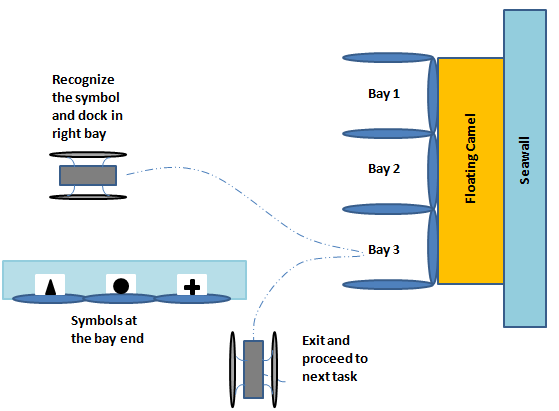 Recognize
the symbol
and dock in
right bay
Bay 1
Bay 2
Bay 3
Floating Camel
Seawall
Symbols at
the bay end
Exit and
proceed to
next task